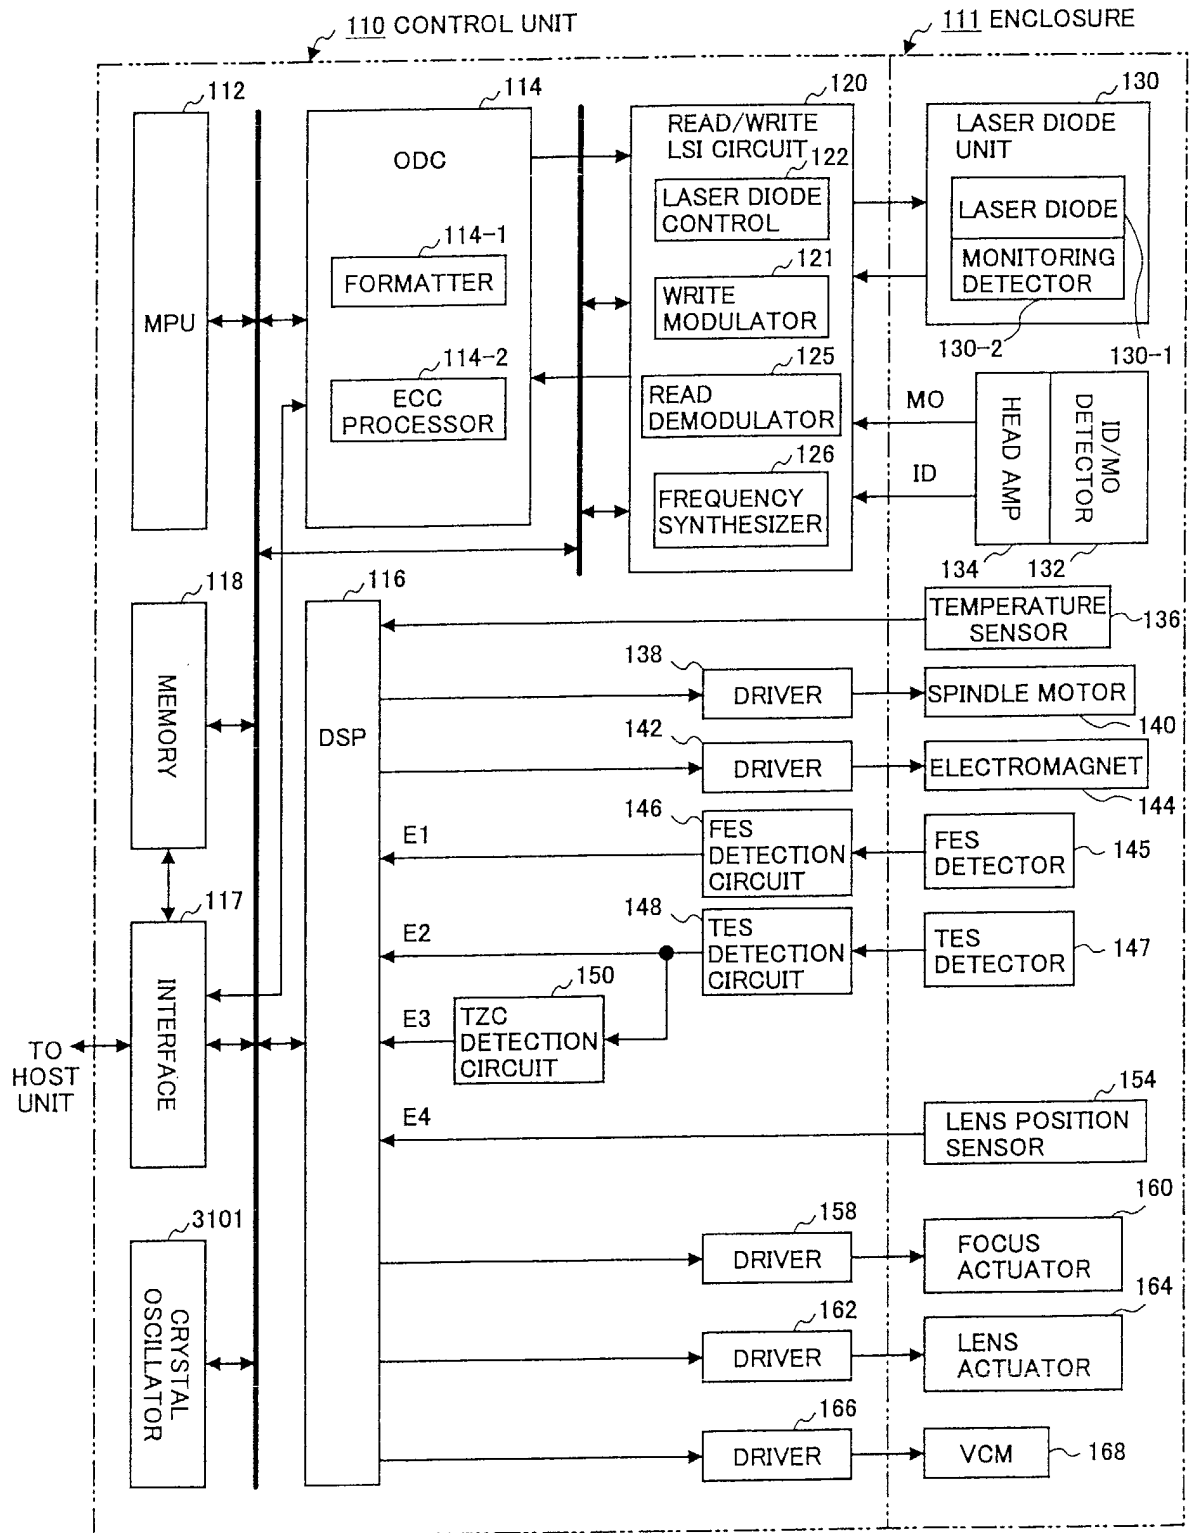 110 CONTROL UNIT
111 ENCLOSURE
112
MPU
114
ODC
114-1
FORMATTER
114-2
ECC
PROCESSOR
120
READ/WRITE
LSI CIRCUIT
122
LASER DIODE
CONTROL
121
WRITE
MODULATOR
125
READ
DEMODULATOR
126
FREQUENCY
SYNTHESIZER
130
LASER DIODE
UNIT
LASER DIODE
MONITORING
DETECTOR
130-2
130-1
MO
ID
HEAD AMP
ID/MO
DETECTOR
134
132
118
MEMORY
116
DSP
TEMPERATURE
SENSOR
136
138
DRIVER
SPINDLE MOTOR
140
142
DRIVER
ELECTROMAGNET
144
E1
146
FES
DETECTION
CIRCUIT
FES
DETECTOR
145
117
INTERFACE
TO
HOST
UNIT
E2
148
TES
DETECTION
CIRCUIT
TES
DETECTOR
147
E3
150
TZC
DETECTION
CIRCUIT
E4
154
LENS POSITION
SENSOR
3101
CRYSTAL
OSCILLATOR
158
DRIVER
160
FOCUS
ACTUATOR
162
DRIVER
164
LENS
ACTUATOR
166
DRIVER
VCM
168